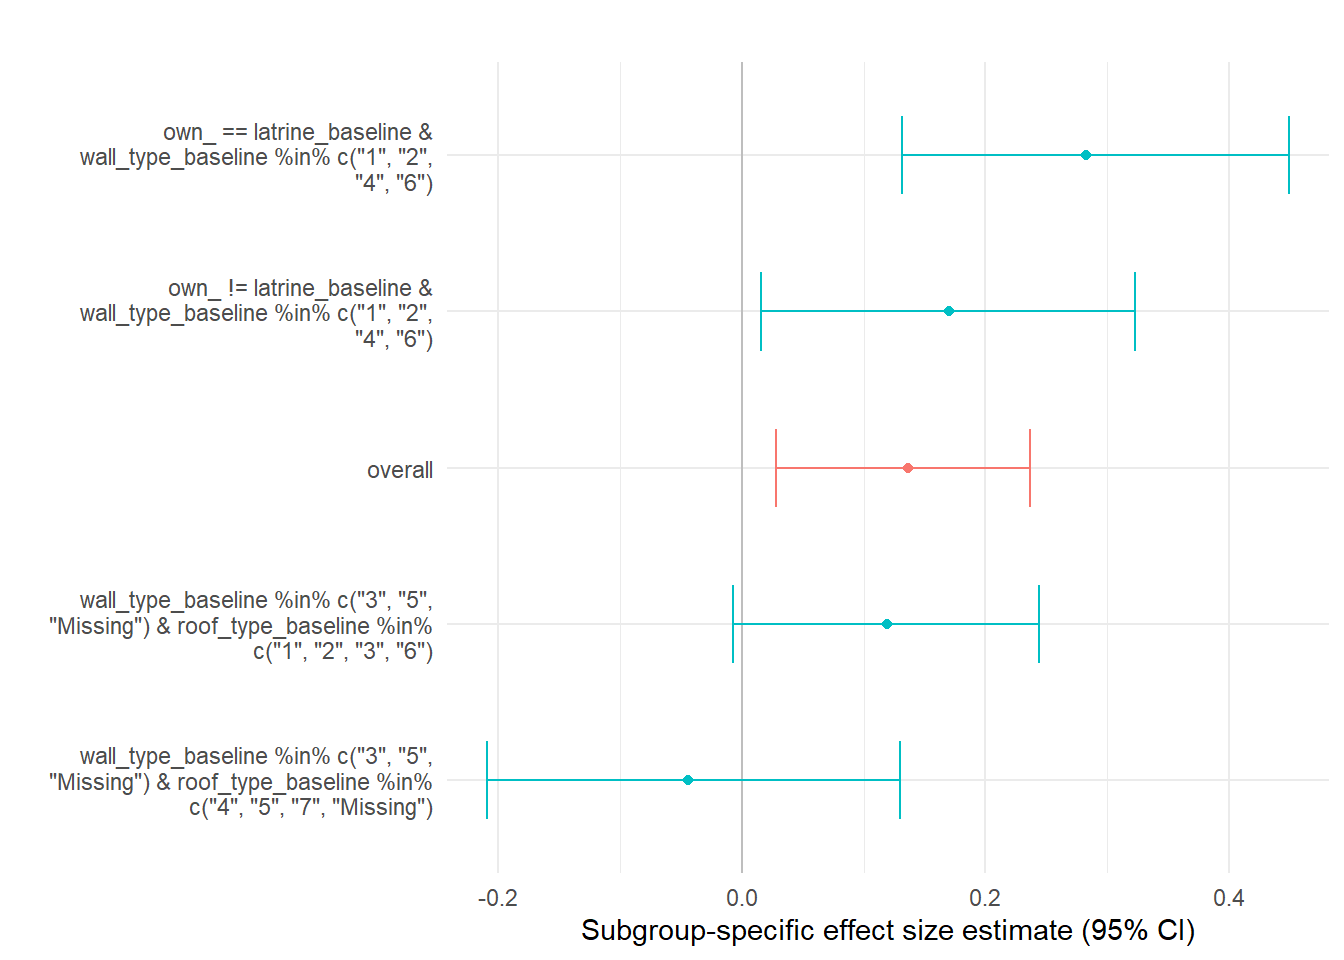 own_ == latrine_baseline &
wall_type_baseline %in% c("1", "2",
"4", "6")
own_ != latrine_baseline &
wall_type_baseline %in% c("1", "2",
"4", "6")
overall
wall_type_baseline %in% c("3", "5",
"Missing") & roof_type_baseline %in%
c("1", "2", "3", "6")
wall_type_baseline %in% c("3", "5",
"Missing") & roof_type_baseline %in%
c("4", "5", "7", "Missing")
-0.2 0.0 0.2 0.4
Subgroup-specific effect size estimate (95% CI)